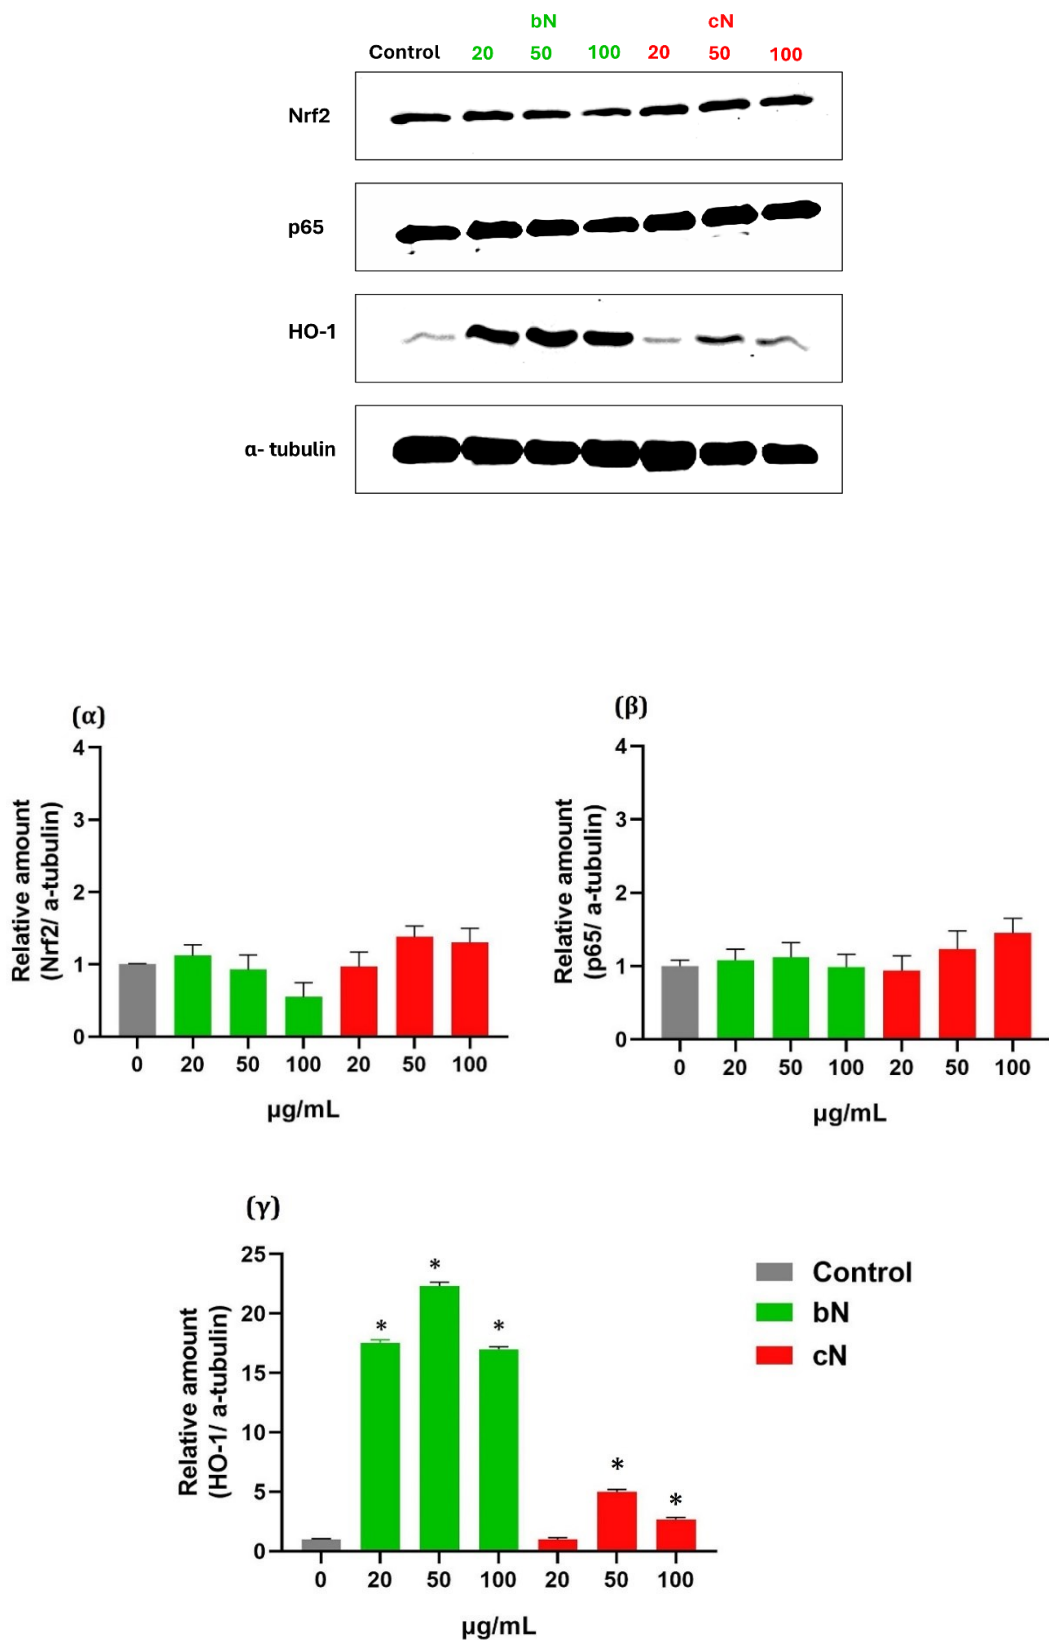 bN cN
Control 20 50 100 20 50 100
Nrf2
p65
HO-1
α- tubulin
(α)
4
3
2
1
0
Relative amount
(Nrf2/ a-tubulin)
0 20 50 100 20 50 100
µg/mL
(β)
4
3
2
1
0
Relative amount
(p65/ a-tubulin)
0 20 50 100 20 50 100
µg/mL
(γ)
25
20
15
10
5
0
Relative amount
(HO-1/ a-tubulin)
* * * * *
0 20 50 100 20 50 100
µg/mL
Control
bN
cN